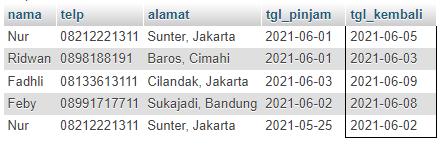 nama telp alamat tgl_pinjam tgl_kembali
Nur 08212221311 Sunter, Jakarta 2021-06-01 2021-06-05
Ridwan 0898188191 Baros, Cimahi 2021-06-01 2021-06-03
Fadhli 08133613111 Cilandak, Jakarta 2021-06-03 2021-06-09
Feby 08991717711 Sukajadi, Bandung 2021-06-02 2021-06-08
Nur 08212221311 Sunter, Jakarta 2021-05-25 2021-06-02